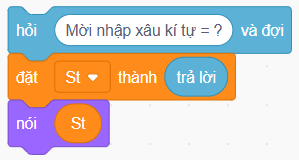 hỏi Mời nhập xâu kí tự = ? và đợi
đặt St thành trả lời
nói St